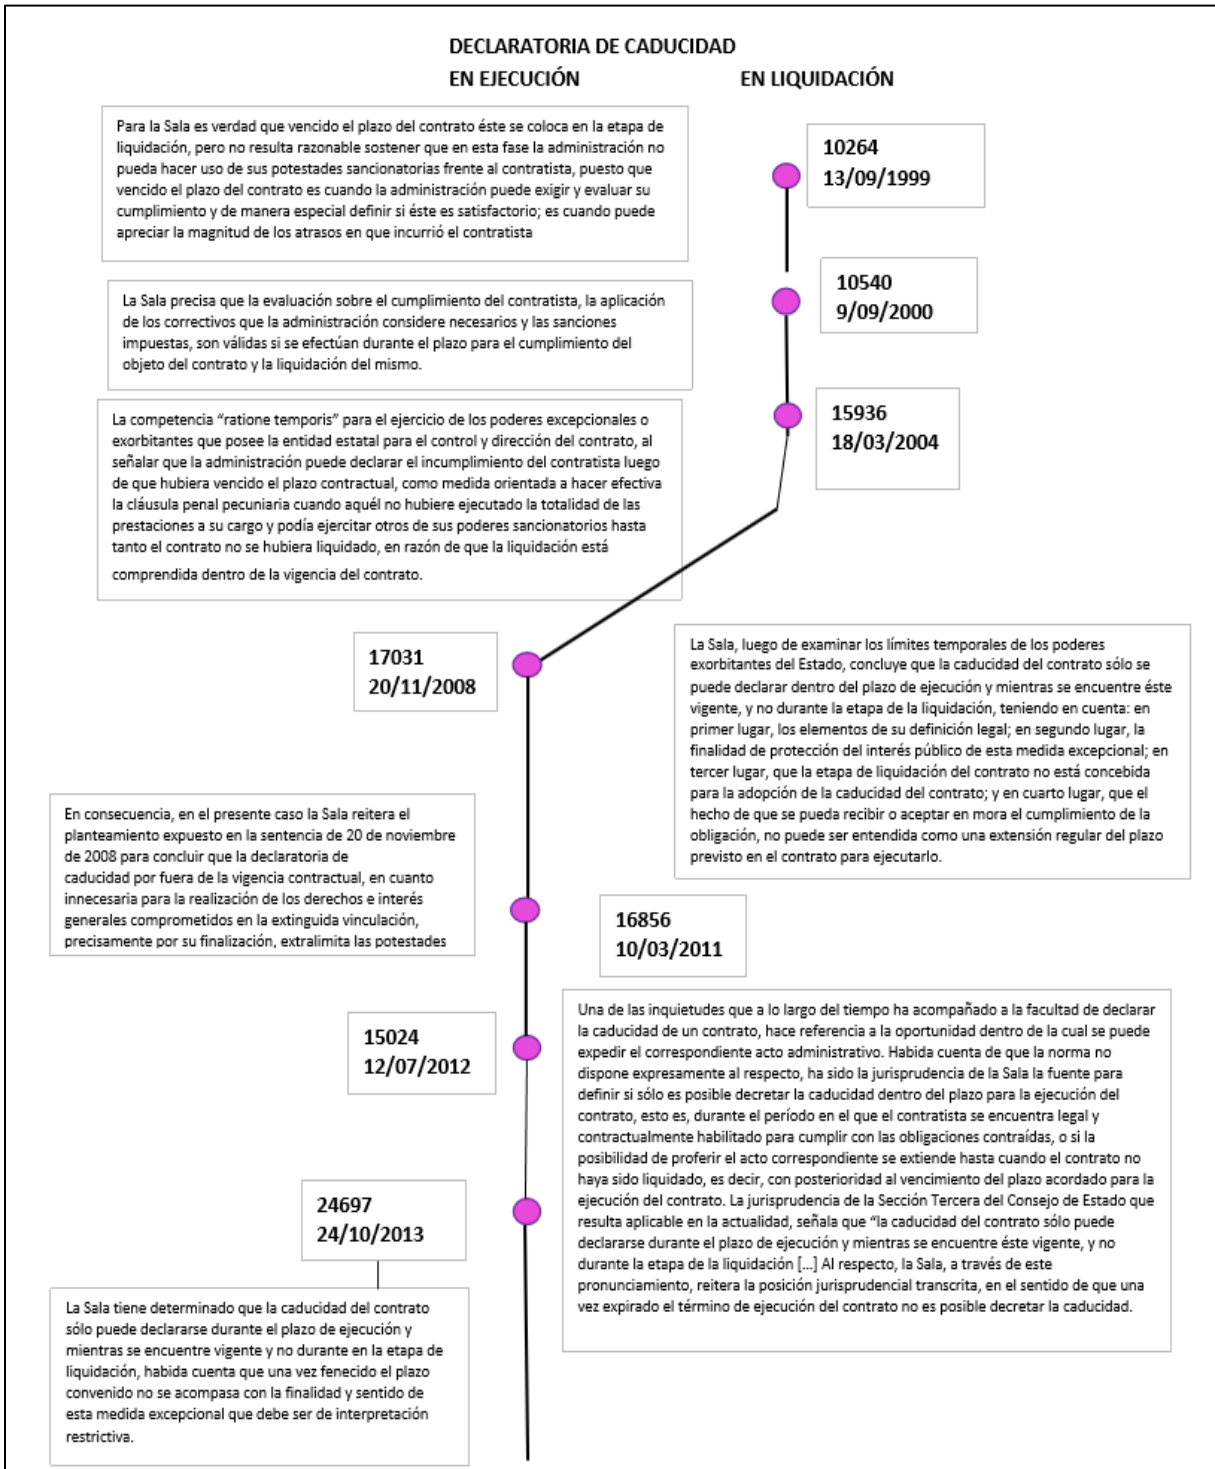 DECLARATORIA DE CADUCIDAD
EN EJECUCIÓN
EN LIQUIDACIÓN
Para la Sala es verdad que vencido el plazo del contrato éste se coloca en la etapa de
liquidación, pero no resulta razonable sostener que en esta fase la administración no
pueda hacer uso de sus potestades sancionatorias frente al contratista, puesto que
vencido el plazo del contrato es cuando la administración puede exigir y evaluar su
cumplimiento y de manera especial definir si éste es satisfactorio; es cuando puede
apreciar la magnitud de los atrasos en que incurrió el contratista
10264
13/09/1999
La Sala precisa que la evaluación sobre el cumplimiento del contratista, la aplicación
de los correctivos que la administración considere necesarios y las sanciones
impuestas, son válidas si se efectúan durante el plazo para el cumplimiento del
objeto del contrato y la liquidación del mismo.
10540
9/09/2000
La competencia “ratione temporis” para el ejercicio de los poderes excepcionales o
exorbitantes que posee la entidad estatal para el control y dirección del contrato, al
señalar que la administración puede declarar el incumplimiento del contratista luego
de que hubiera vencido el plazo contractual, como medida orientada a hacer efectiva
la cláusula penal pecuniaria cuando aquél no hubiere ejecutado la totalidad de las
prestaciones a su cargo y podía ejercitar otros de sus poderes sancionatorios hasta
tanto el contrato no se hubiera liquidado, en razón de que la liquidación está
comprendida dentro de la vigencia del contrato.
15936
18/03/2004
17031
20/11/2008
La Sala, luego de examinar los límites temporales de los poderes
exorbitantes del Estado, concluye que la caducidad del contrato sólo se
puede declarar dentro del plazo de ejecución y mientras se encuentre éste
vigente, y no durante la etapa de la liquidación, teniendo en cuenta: en
primer lugar, los elementos de su definición legal; en segundo lugar, la
finalidad de protección del interés público de esta medida excepcional; en
tercer lugar, que la etapa de liquidación del contrato no está concebida
para la adopción de la caducidad del contrato; y en cuarto lugar, que el
hecho de que se pueda recibir o aceptar en mora el cumplimiento de la
obligación, no puede ser entendida como una extensión regular del plazo
previsto en el contrato para ejecutarlo.
En consecuencia, en el presente caso la Sala reitera el
planteamiento expuesto en la sentencia de 20 de noviembre
de 2008 para concluir que la declaratoria de
caducidad por fuera de la vigencia contractual, en cuanto
innecesaria para la realización de los derechos e interés
generales comprometidos en la extinguida vinculación,
precisamente por su finalización, extralimita las potestades
16856
10/03/2011
15024
12/07/2012
Una de las inquietudes que a lo largo del tiempo ha acompañado a la facultad de declarar
la caducidad de un contrato, hace referencia a la oportunidad dentro de la cual se puede
expedir el correspondiente acto administrativo. Habida cuenta de que la norma no
dispone expresamente al respecto, ha sido la jurisprudencia de la Sala la fuente para
definir si sólo es posible decretar la caducidad dentro del plazo para la ejecución del
contrato, esto es, durante el período en el que el contratista se encuentra legal y
contractualmente habilitado para cumplir con las obligaciones contraídas, o si la
posibilidad de proferir el acto correspondiente se extiende hasta cuando el contrato no
haya sido liquidado, es decir, con posterioridad al vencimiento del plazo acordado para la
ejecución del contrato. La jurisprudencia de la Sección Tercera del Consejo de Estado que
resulta aplicable en la actualidad, señala que “la caducidad del contrato sólo puede
declararse durante el plazo de ejecución y mientras se encuentre éste vigente, y no
durante la etapa de la liquidación [...] Al respecto, la Sala, a través de este
pronunciamiento, reitera la posición jurisprudencial transcrita, en el sentido de que una
vez expirado el término de ejecución del contrato no es posible decretar la caducidad.
24697
24/10/2013
La Sala tiene determinado que la caducidad del contrato
sólo puede declararse durante el plazo de ejecución y
mientras se encuentre vigente y no durante en la etapa de
liquidación, habida cuenta que una vez fenecido el plazo
convenido no se acompasa con la finalidad y sentido de
esta medida excepcional que debe ser de interpretación
restrictiva.